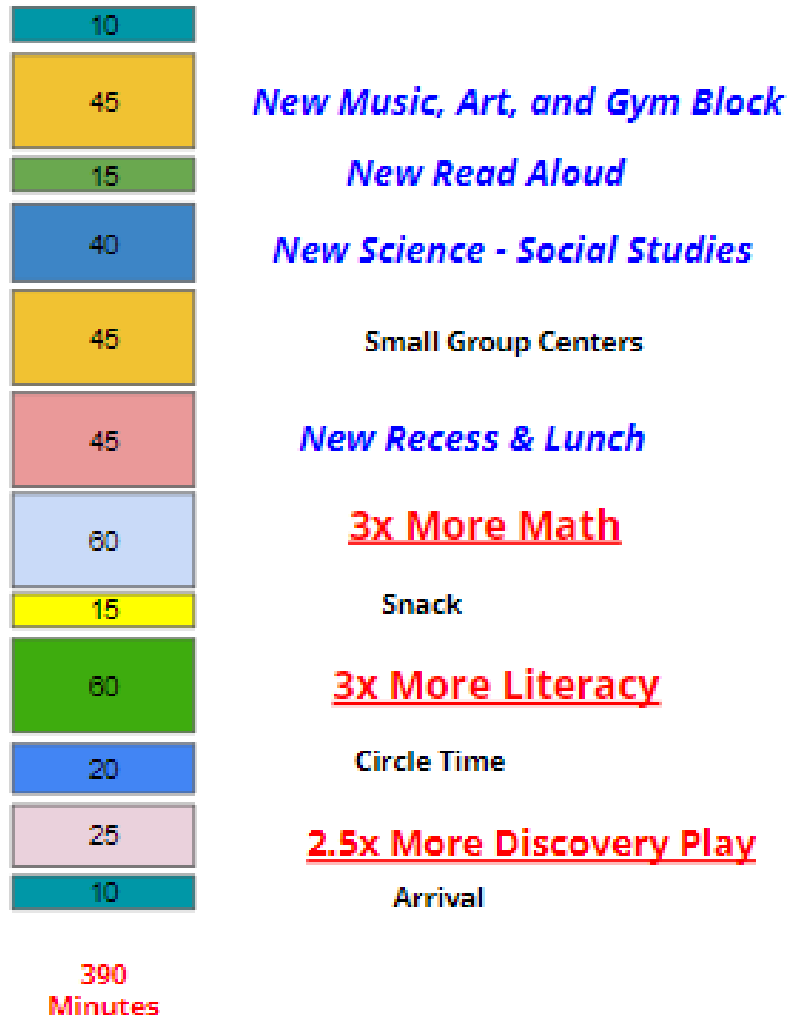 10
45 New Music, Art, and Gym Block
15 New Read Aloud
40 New Science - Social Studies
45 Small Group Centers
45 New Recess & Lunch
60 3x More Math
15 Snack
60 3x More Literacy
20 Circle Time
25 2.5x More Discovery Play
10 Arrival
390
Minutes